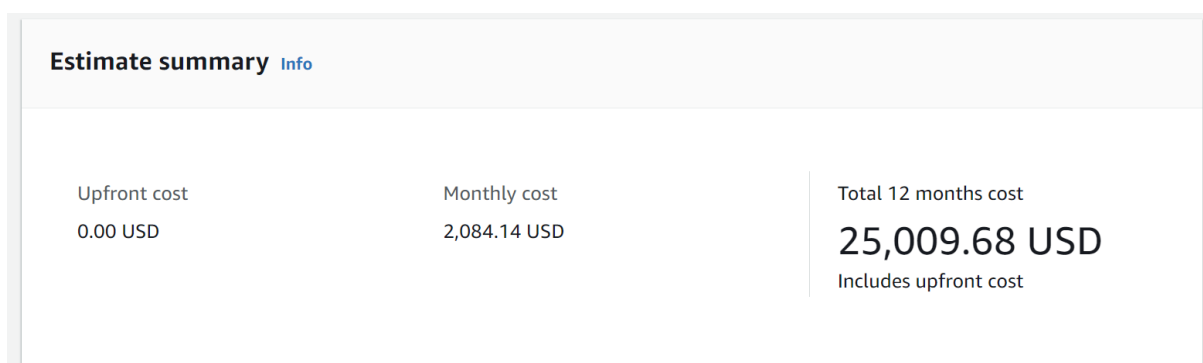 Estimate summary Info
Upfront cost
0.00 USD
Monthly cost
2,084.14 USD
Total 12 months cost
25,009.68 USD
Includes upfront cost